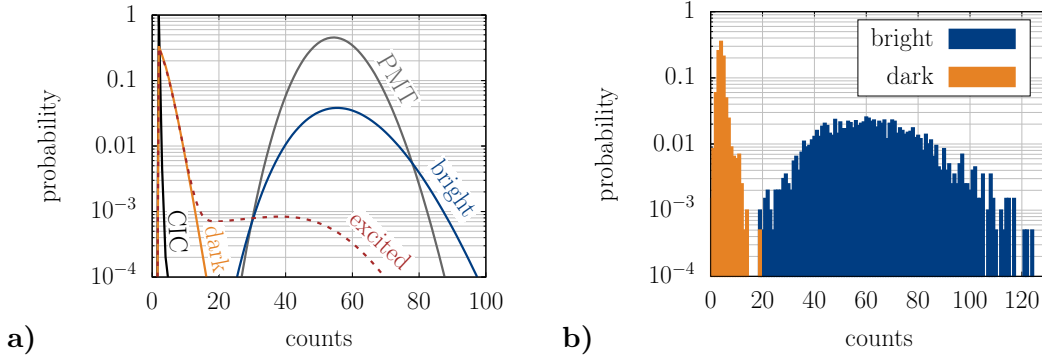 1
0.1
0.01
10⁻³
10⁻⁴
probability
0 20 40 60 80 100
counts
CIC
dark
PMT
bright
excited
a)
1
0.1
0.01
10⁻³
10⁻⁴
probability
bright
dark
0 20 40 60 80 100 120
counts
b)